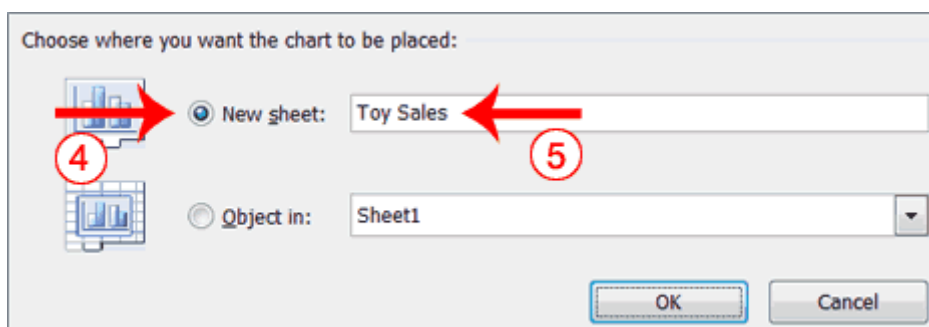 Choose where you want the chart to be placed:
New sheet: Toy Sales
4
5
Object in: Sheet1
OK Cancel